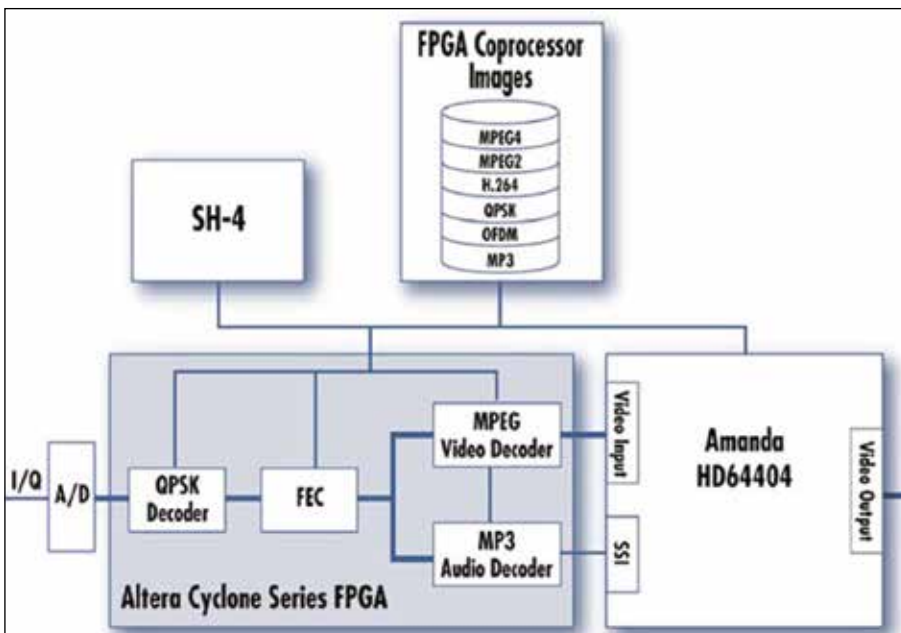 FPGA Coprocessor
Images
MPEG4
MPEG2
H.264
QPSK
OFDM
MP3
SH-4
I/Q
A/D
QPSK
Decoder
FEC
MPEG
Video Decoder
MP3
Audio Decoder
Altera Cyclone Series FPGA
Video Input
SSI
Amanda
HD64404
Video Output